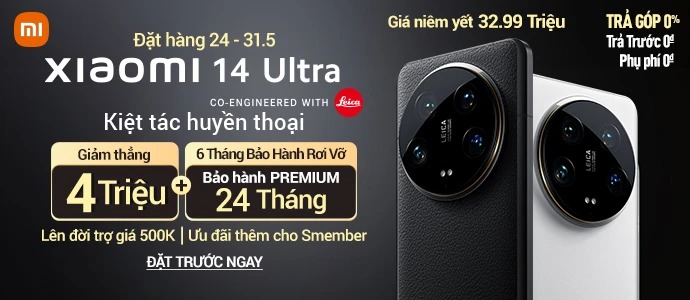 mi
Đặt hàng 24 - 31.5
xiaomi 14 Ultra
CO-ENGINEERED WITH Leica
Kiệt tác huyền thoại
Giảm thẳng
4 Triệu
+
6 Tháng Bảo Hành Rơi Vỡ
Bảo hành PREMIUM
24 Tháng
Lên đời trợ giá 500K | Ưu đãi thêm cho Smember
ĐẶT TRƯỚC NGAY
Giá niêm yết 32.99 Triệu
TRẢ GÓP 0%
Trả Trước 0đ
Phụ phí 0đ
LEICA
LEICA